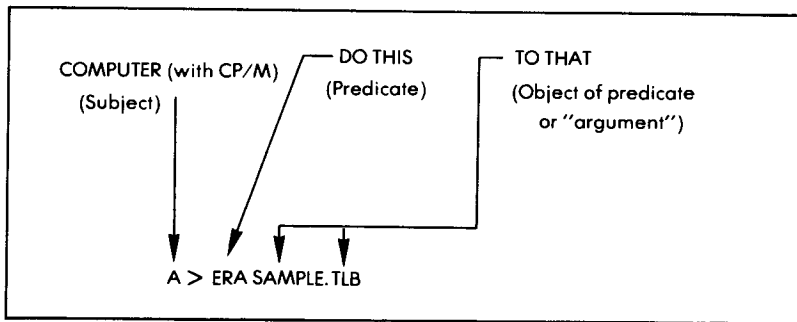 COMPUTER (with CP/M)
(Subject)
DO THIS
(Predicate)
TO THAT
(Object of predicate
or "argument")
A > ERA SAMPLE.TLB